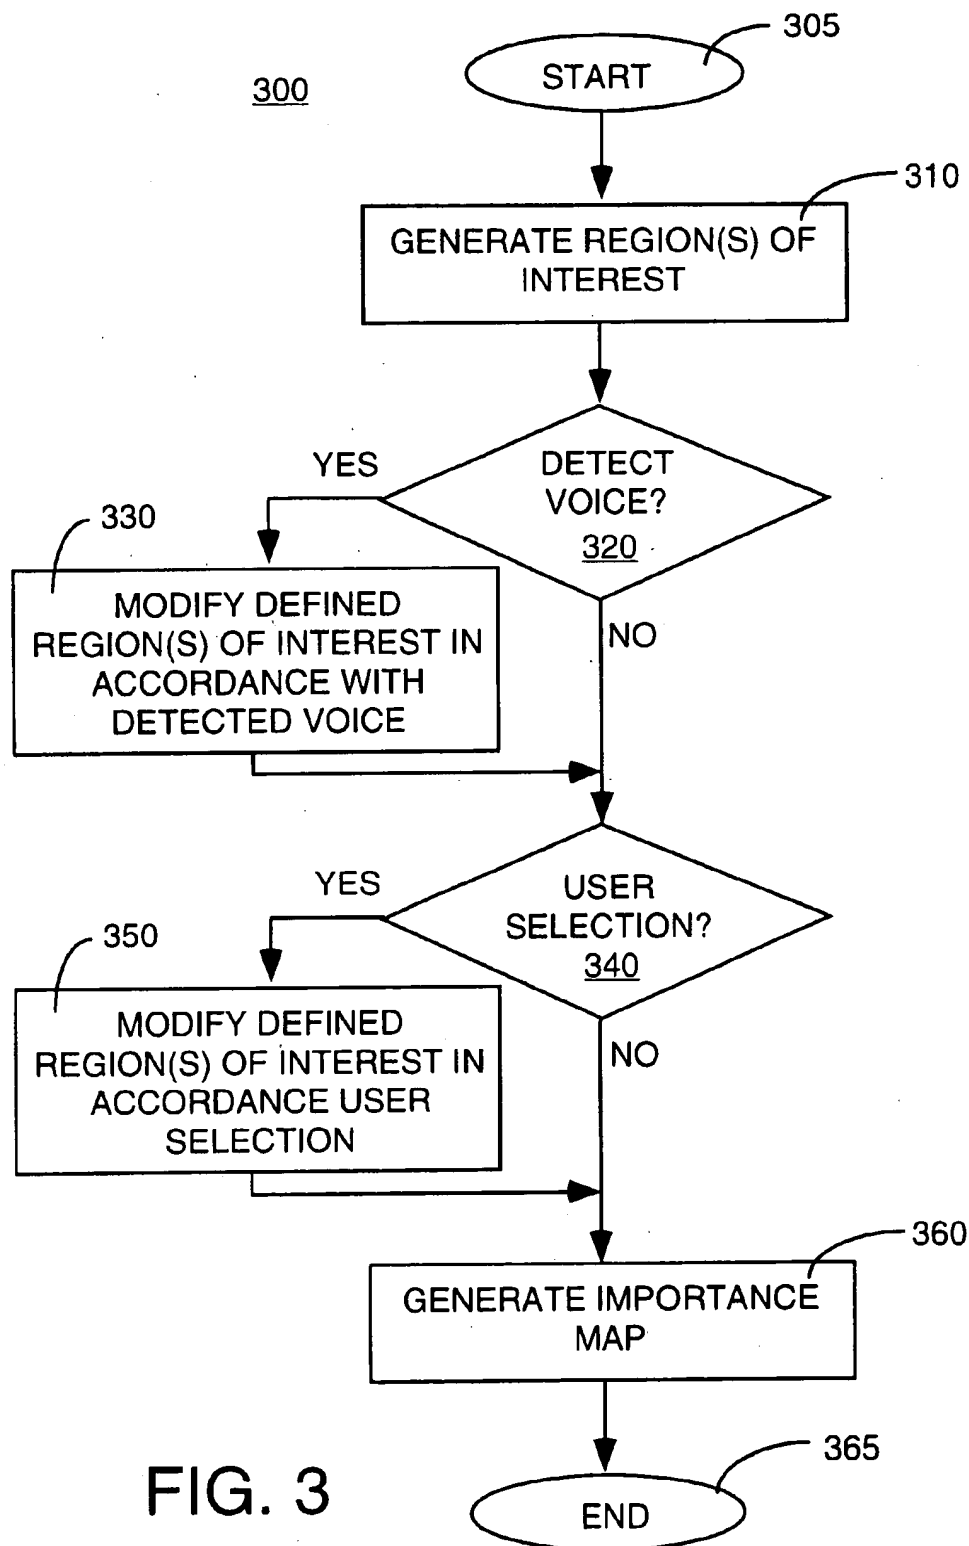 305
START
300
310
GENERATE REGION(S) OF
INTEREST
YES
DETECT
VOICE?
320
330
MODIFY DEFINED
REGION(S) OF INTEREST IN
ACCORDANCE WITH
DETECTED VOICE
NO
YES
USER
SELECTION?
340
350
MODIFY DEFINED
REGION(S) OF INTEREST IN
ACCORDANCE USER
SELECTION
NO
360
GENERATE IMPORTANCE
MAP
365
END
FIG. 3